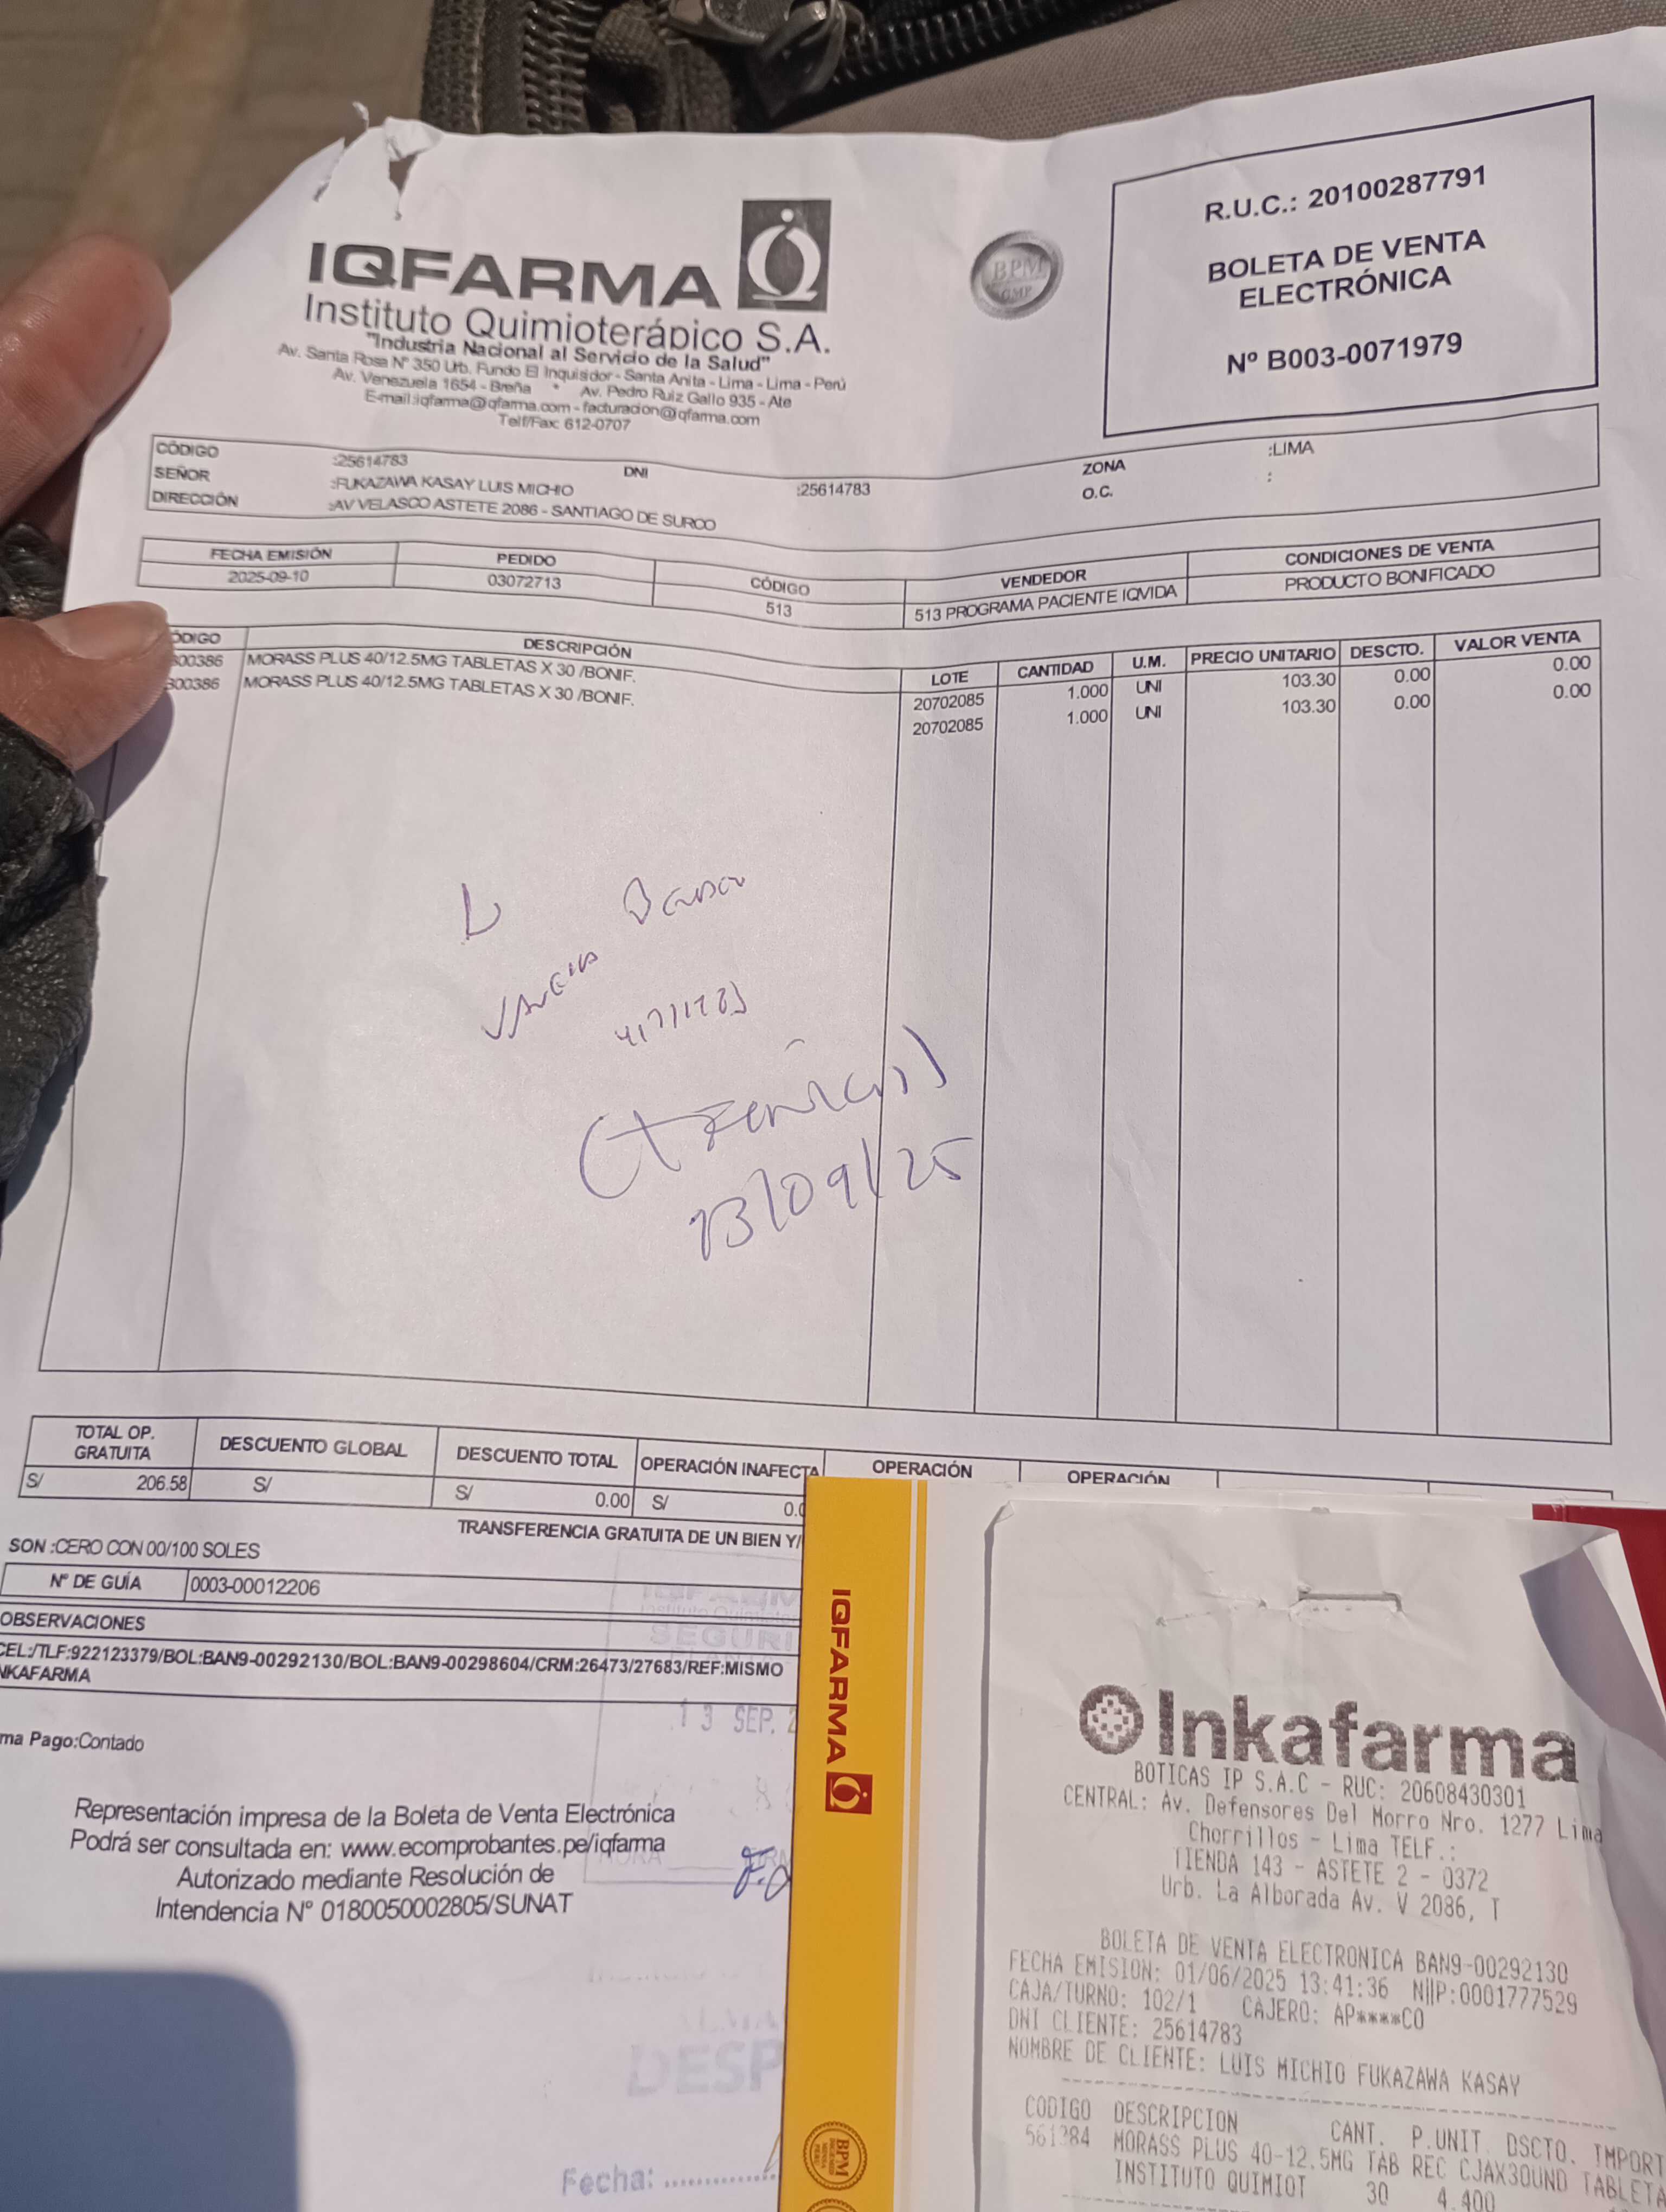 IQFARMA
Instituto Quimioterápico S.A.
"Industria Nacional al Servicio de la Salud"
Av. Santa Rosa N° 350 Urb. Fundo El Inquisidor - Santa Anita - Lima - Lima - Perú
Av. Venezuela 1654 - Breña * Av. Pedro Ruiz Gallo 935 - Ate
E-mail:iqfarma@iqfarma.com - facturacion@iqfarma.com
Telf/Fax: 612-0707
BPM
GMP
R.U.C.: 20100287791
BOLETA DE VENTA
ELECTRÓNICA
Nº B003-0071979
CÓDIGO :25614783 DNI :25614783 ZONA :LIMA
SEÑOR :FUKAZAWA KASAY LUIS MICHIO O.C. :
DIRECCIÓN :AV VELASCO ASTETE 2086 - SANTIAGO DE SURCO
FECHA EMISIÓN PEDIDO CÓDIGO VENDEDOR CONDICIONES DE VENTA
2025-09-10 03072713 513 513 PROGRAMA PACIENTE IQVIDA PRODUCTO BONIFICADO
ÓDIGO DESCRIPCIÓN LOTE CANTIDAD U.M. PRECIO UNITARIO DESCTO. VALOR VENTA
00386 MORASS PLUS 40/12.5MG TABLETAS X 30 /BONIF. 20702085 1.000 UNI 103.30 0.00 0.00
300386 MORASS PLUS 40/12.5MG TABLETAS X 30 /BONIF. 20702085 1.000 UNI 103.30 0.00 0.00
13/09/25
TOTAL OP. GRATUITA DESCUENTO GLOBAL DESCUENTO TOTAL OPERACIÓN INAFECTA OPERACIÓN OPERACIÓN
S/ 206.58 S/ S/ 0.00 S/ 0.0
TRANSFERENCIA GRATUITA DE UN BIEN Y/
SON :CERO CON 00/100 SOLES
N° DE GUÍA 0003-00012206
OBSERVACIONES
CEL:/TLF:922123379/BOL:BAN9-00292130/BOL:BAN9-00298604/CRM:26473/27683/REF:MISMO
NKAFARMA
13 SEP. 2
ma Pago:Contado
Representación impresa de la Boleta de Venta Electrónica
Podrá ser consultada en: www.ecomprobantes.pe/iqfarma
Autorizado mediante Resolución de
Intendencia N° 0180050002805/SUNAT
DESP
Fecha: ..............
IQFARMA
BPM
Inkafarma
BOTICAS IP S.A.C - RUC: 20608430301
CENTRAL: Av. Defensores Del Morro Nro. 1277 Lima
Chorrillos - Lima TELF.:
TIENDA 143 - ASTETE 2 - 0372
Urb. La Alborada Av. V 2086, T
BOLETA DE VENTA ELECTRONICA BAN9-00292130
FECHA EMISION: 01/06/2025 13:41:36 N||P:0001777529
CAJA/TURNO: 102/1 CAJERO: AP****CO
DNI CLIENTE: 25614783
NOMBRE DE CLIENTE: LUIS MICHIO FUKAZAWA KASAY
CODIGO DESCRIPCION CANT. P.UNIT. DSCTO. IMPORT
561384 MORASS PLUS 40-12.5MG TAB REC CJAX30UND TABLETA
INSTITUTO QUIMIOT 30 4.400